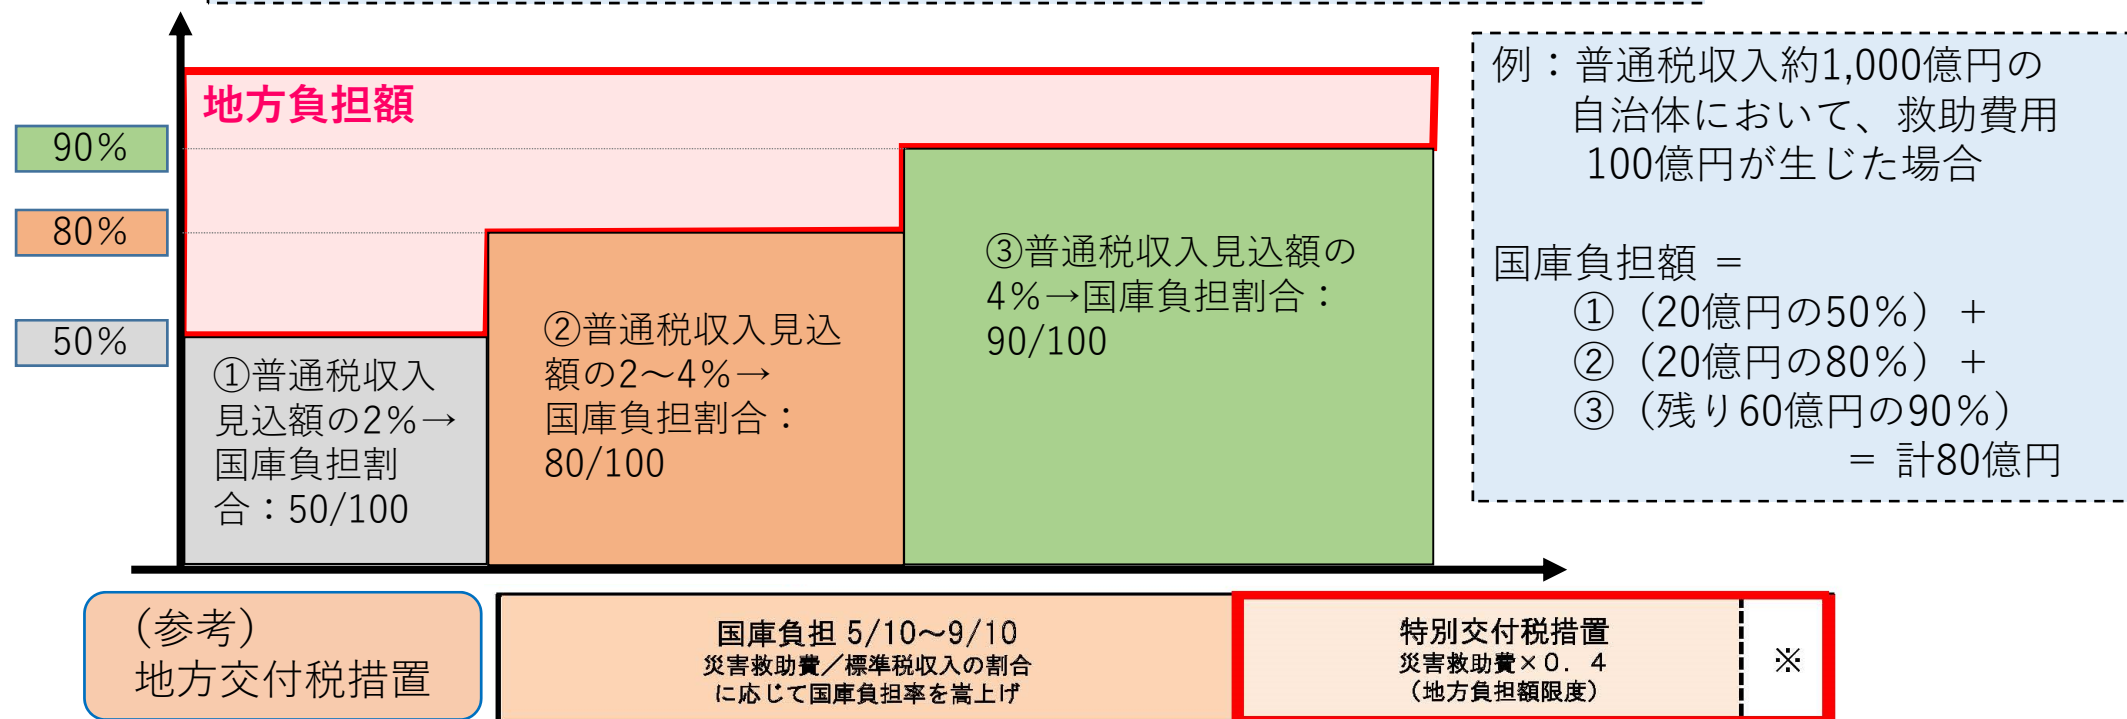 地方負担額
90%
80%
50%
①普通税収入
見込額の2%→
国庫負担割
合：50/100
②普通税収入見込
額の2～4%→
国庫負担割合：
80/100
③普通税収入見込額の
4%→国庫負担割合：
90/100
例：普通税収入約1,000億円の
自治体において、救助費用
100億円が生じた場合
国庫負担額 ＝
①（20億円の50%）＋
②（20億円の80%）＋
③（残り60億円の90%）
＝ 計80億円
（参考）
地方交付税措置
国庫負担 5/10～9/10
災害救助費／標準税収入の割合
に応じて国庫負担率を嵩上げ
特別交付税措置
災害救助費×０．４
（地方負担額限度）
※